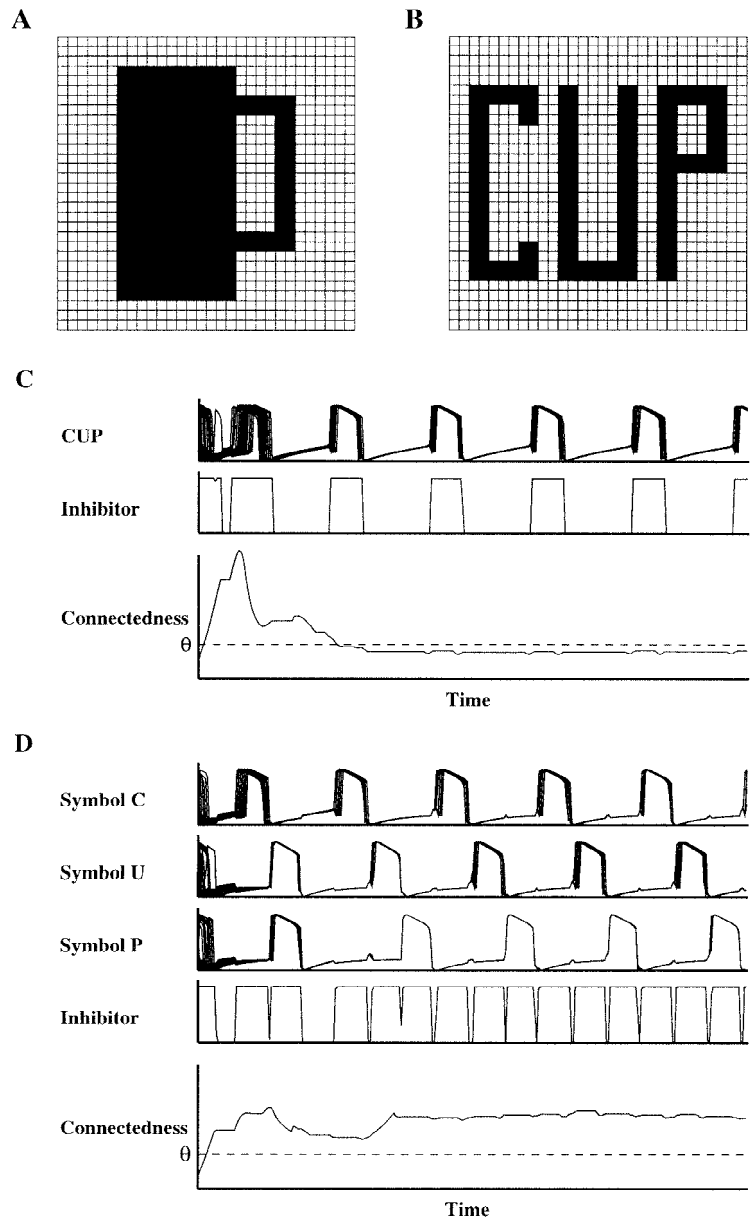 A
B
CUP
C
CUP
Inhibitor
Connectedness
θ
Time
D
Symbol C
Symbol U
Symbol P
Inhibitor
Connectedness
θ
Time